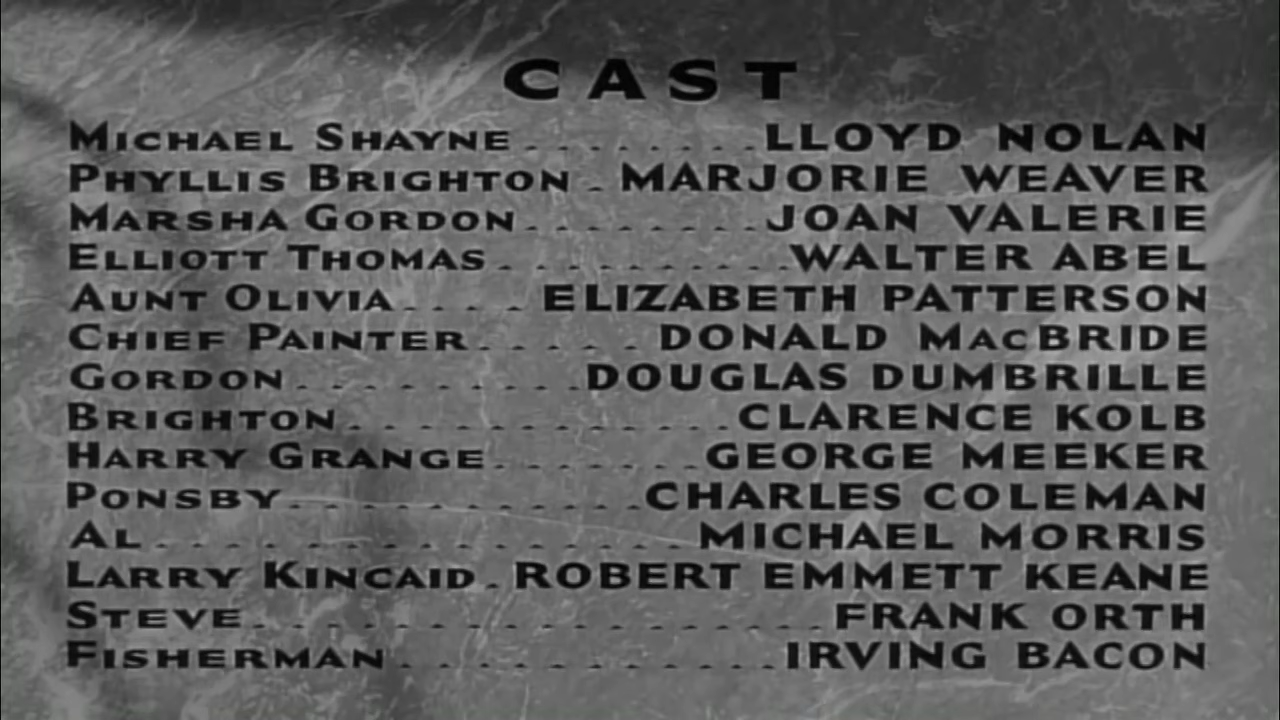 CAST
MICHAEL SHAYNE........LLOYD NOLAN
PHYLLIS BRIGHTON.MARJORIE WEAVER
MARSHA GORDON........JOAN VALERIE
ELLIOTT THOMAS..........WALTER ABEL
AUNT OLIVIA.....ELIZABETH PATTERSON
CHIEF PAINTER.....DONALD MacBRIDE
GORDON.........DOUGLAS DUMBRILLE
BRIGHTON............CLARENCE KOLB
HARRY GRANGE.......GEORGE MEEKER
PONSBY...........CHARLES COLEMAN
AL.................MICHAEL MORRIS
LARRY KINCAID.ROBERT EMMETT KEANE
STEVE..................FRANK ORTH
FISHERMAN............IRVING BACON